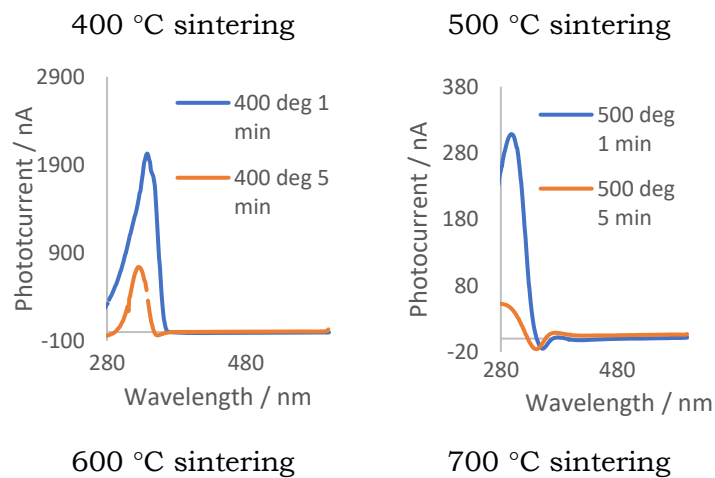 400 °C sintering
2900
1900
900
-100
280
480
Phototcurrent / nA
Wavelength / nm
400 deg 1
min
400 deg 5
min
500 °C sintering
380
280
180
80
-20
280
480
Photocurrent / nA
Wavelength / nm
500 deg
1 min
500 deg
5 min
600 °C sintering
700 °C sintering